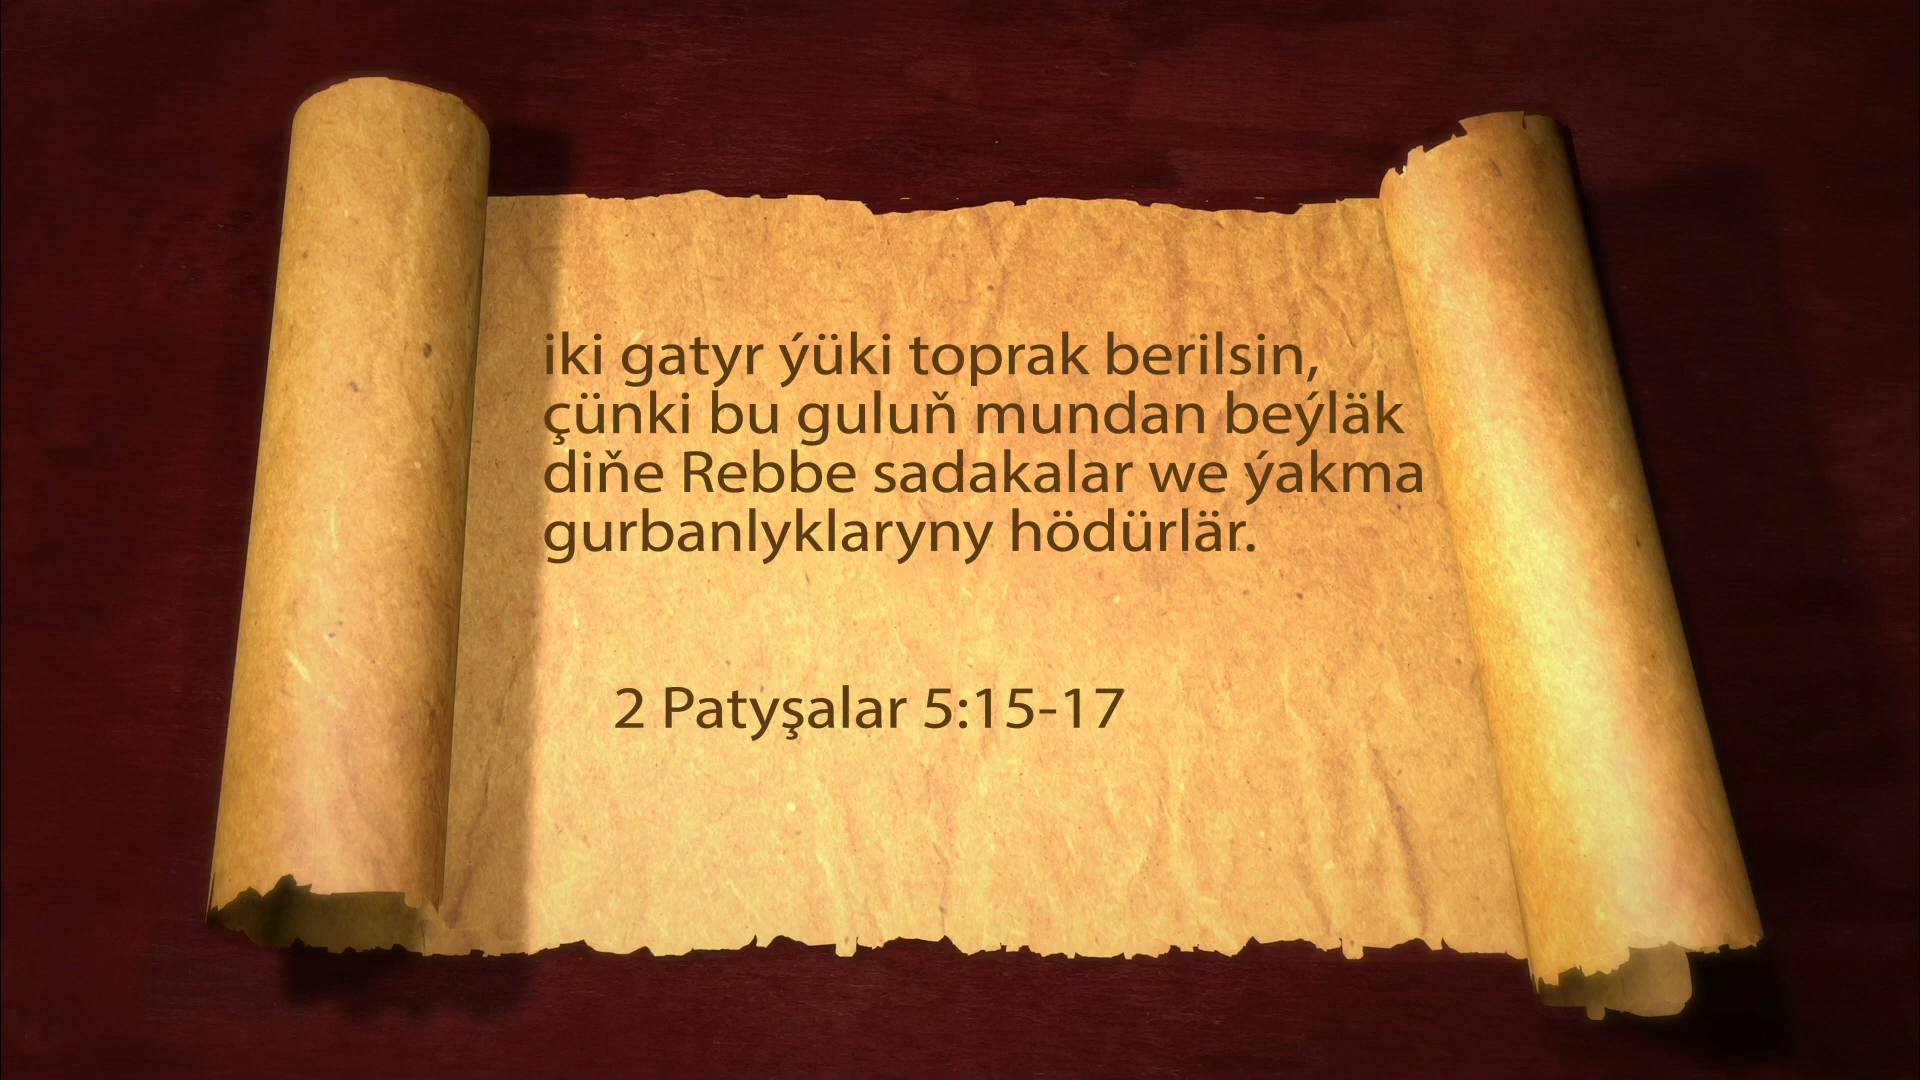 iki gatyr ýüki toprak berilsin,
çünki bu guluň mundan beýläk
diňe Rebbe sadakalar we ýakma
gurbanlyklaryny hödürlär.
2 Patyşalar 5:15-17